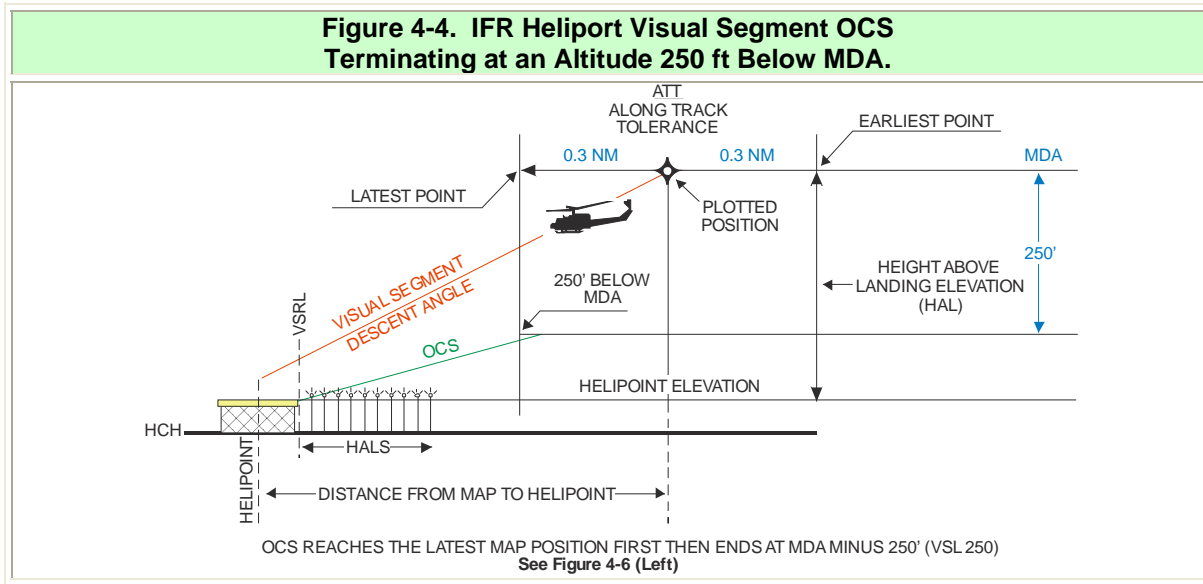 Figure 4-4. IFR Heliport Visual Segment OCS
Terminating at an Altitude 250 ft Below MDA.
ATT
ALONG TRACK
TOLERANCE
EARLIEST POINT
0.3 NM
0.3 NM
MDA
LATEST POINT
PLOTTED
POSITION
250'
HEIGHT ABOVE
LANDING ELEVATION
(HAL)
250' BELOW
MDA
VISUAL SEGMENT
DESCENT ANGLE
VSRL
OCS
HELIPOINT ELEVATION
HCH
HALS
HELIPOINT
DISTANCE FROM MAP TO HELIPOINT
OCS REACHES THE LATEST MAP POSITION FIRST THEN ENDS AT MDA MINUS 250' (VSL 250)
See Figure 4-6 (Left)